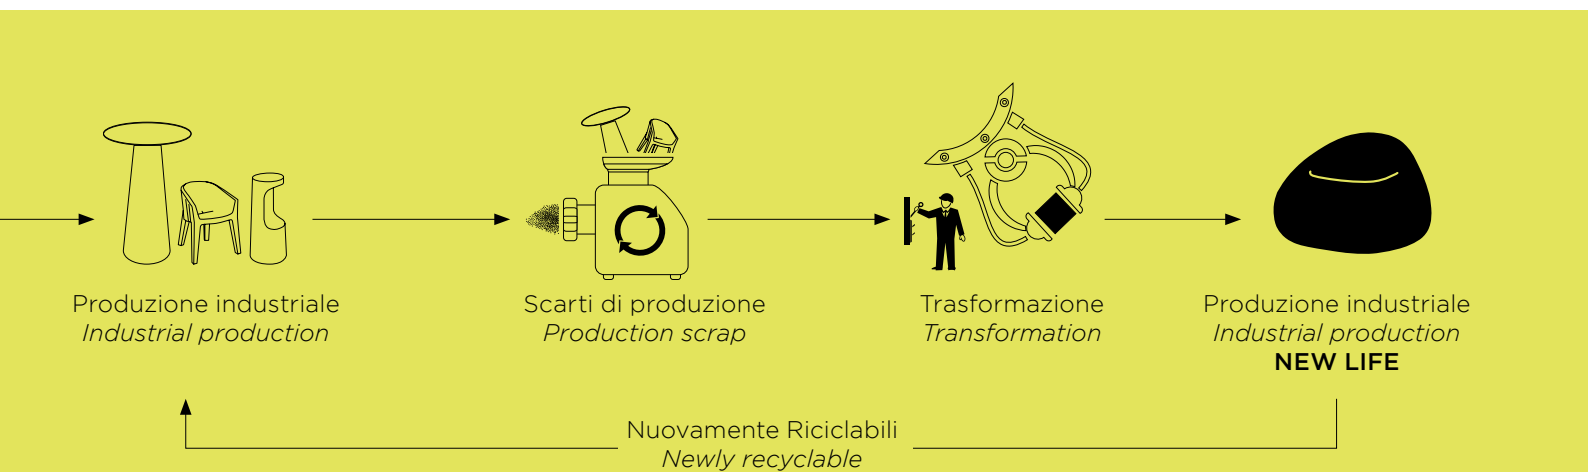 Produzione industriale
Industrial production
Scarti di produzione
Production scrap
Trasformazione
Transformation
Produzione industriale
Industrial production
NEW LIFE
Nuovamente Riciclabili
Newly recyclable